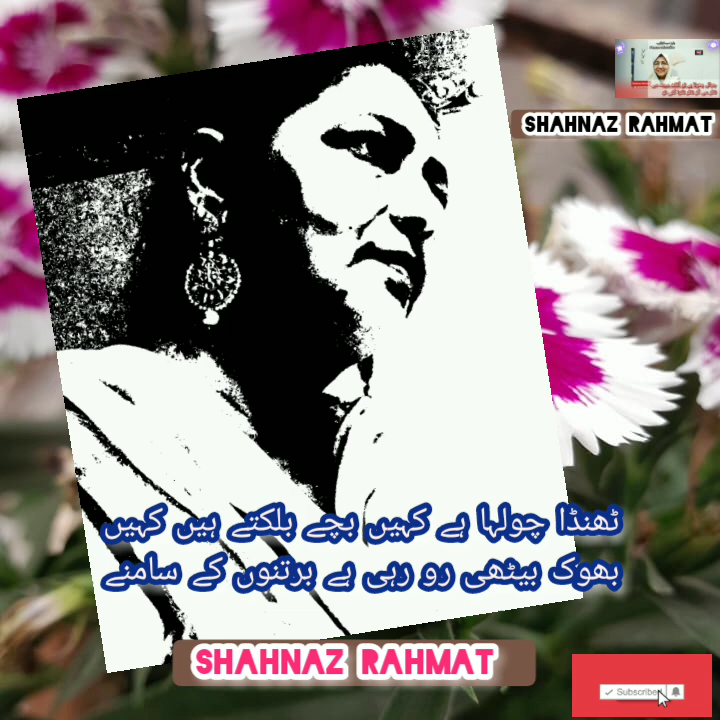 SHAHNAZ RAHMAT
ٹھنڈا چولہا ہے کہیں بچے بلکتے ہیں کہیں
بھوک بیٹھی رو رہی ہے برتنوں کے سامنے
SHAHNAZ RAHMAT
Subscribe